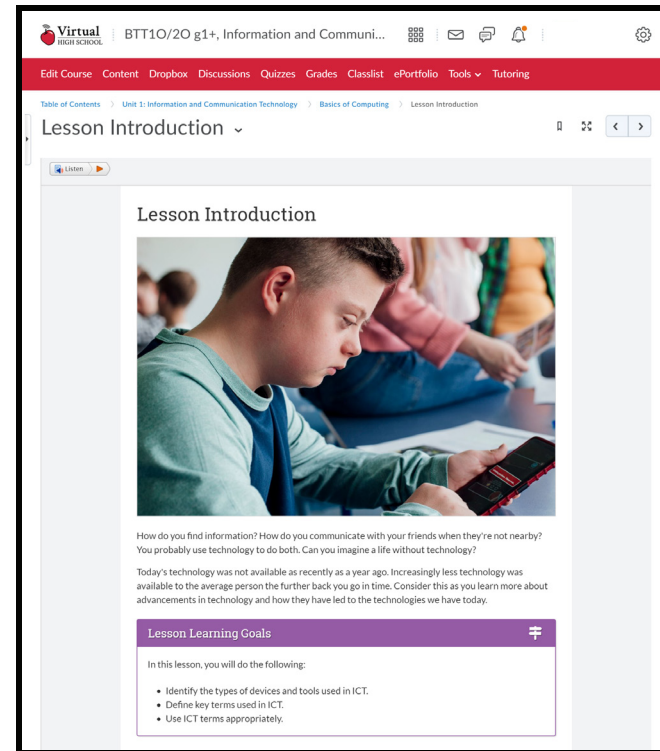 Virtual
HIGH SCHOOL
BTT1O/2O g1+, Information and Communi...
Edit Course Content Dropbox Discussions Quizzes Grades Classlist ePortfolio Tools Tutoring
Table of Contents > Unit 1: Information and Communication Technology > Basics of Computing > Lesson Introduction
Lesson Introduction
Listen
Lesson Introduction
How do you find information? How do you communicate with your friends when they're not nearby?
You probably use technology to do both. Can you imagine a life without technology?
Today's technology was not available as recently as a year ago. Increasingly less technology was
available to the average person the further back you go in time. Consider this as you learn more about
advancements in technology and how they have led to the technologies we have today.
Lesson Learning Goals
In this lesson, you will do the following:
• Identify the types of devices and tools used in ICT.
• Define key terms used in ICT.
• Use ICT terms appropriately.